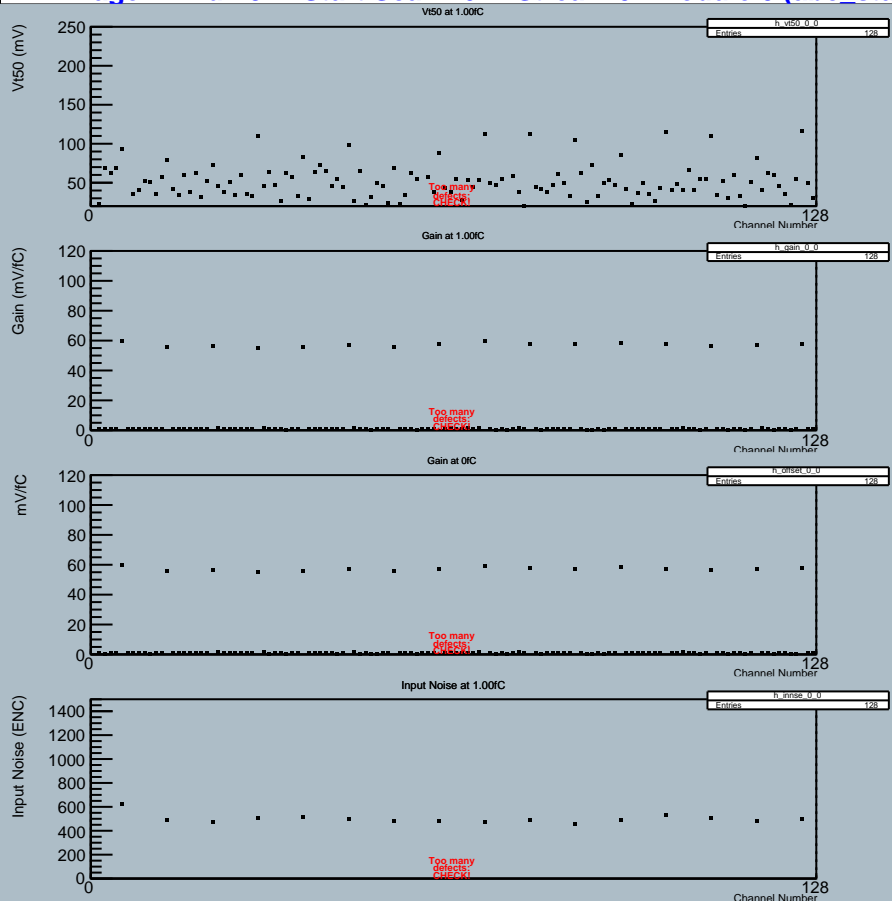 Vt50 at 1.00fC
h_vt50_0_0
Entries 128
Vt50 (mV)
250
200
150
100
50
0
128
Channel Number
Too many
defects:
CHECK!
Gain at 1.00fC
h_gain_0_0
Entries 128
Gain (mV/fC)
120
100
80
60
40
20
0
0
128
Channel Number
Too many
defects:
CHECK!
Gain at 0fC
h_offset_0_0
Entries 128
mV/fC
120
100
80
60
40
20
0
0
128
Channel Number
Too many
defects:
CHECK!
Input Noise at 1.00fC
h_innse_0_0
Entries 128
Input Noise (ENC)
1400
1200
1000
800
600
400
200
0
0
128
Channel Number
Too many
defects:
CHECK!